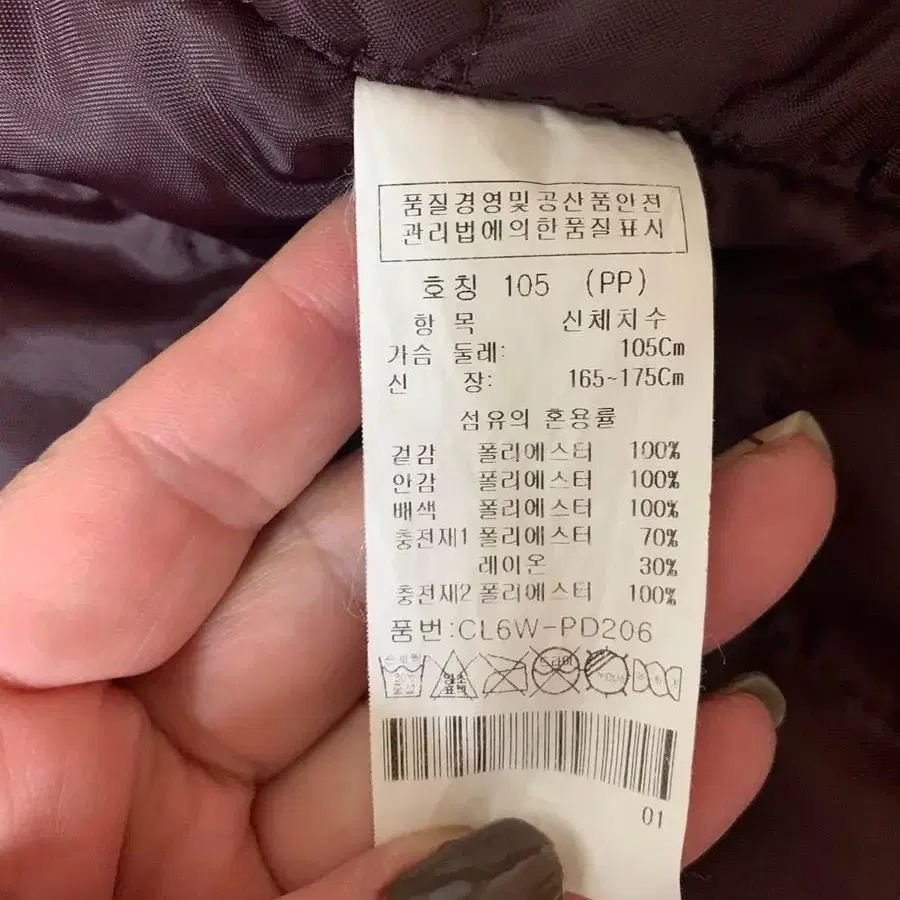 품질경영및공산품안전
관리법에의한품질표시
호칭 105 (PP)
항 목 신체치수
가슴 둘레: 105Cm
신 장: 165~175Cm
섬유의 혼용률
겉감 폴리에스터 100%
안감 폴리에스터 100%
배색 폴리에스터 100%
충전재1 폴리에스터 70%
레이온 30%
충전재2 폴리에스터 100%
품번:CL6W-PD206
드라이
01